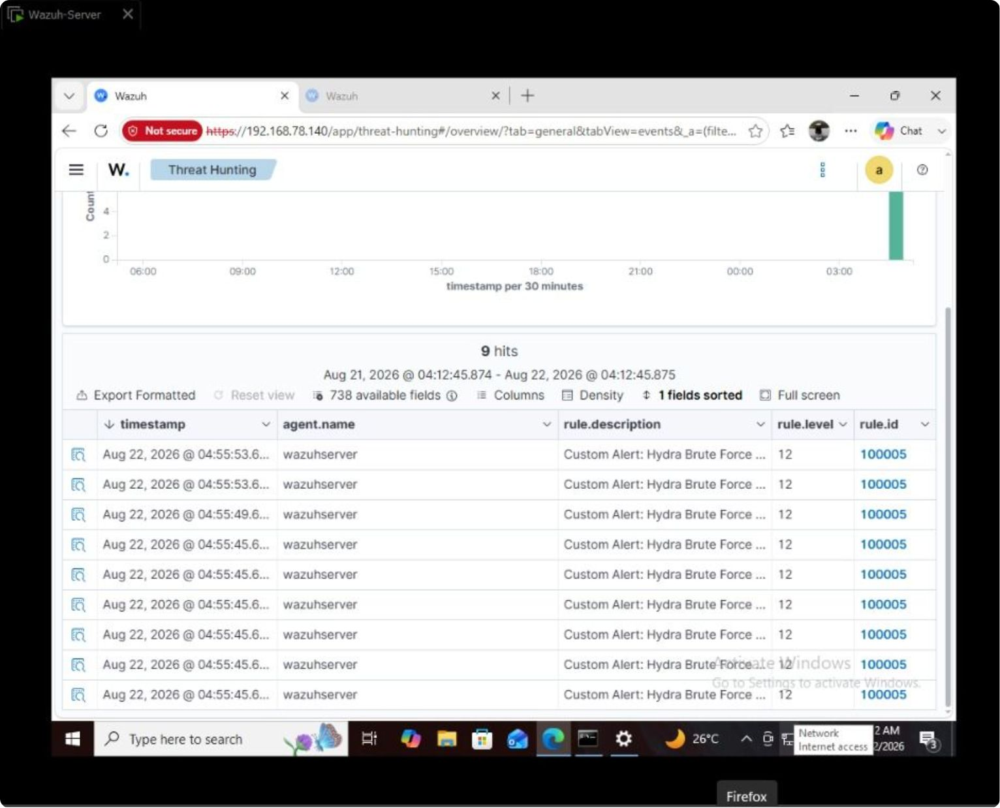 Wazuh-Server
Wazuh
Wazuh
Not secure https://192.168.78.140/app/threat-hunting#/overview/?tab=general&tabView=events&_a=(filte... Chat
W. Threat Hunting a
Count
4
2
0
06:00 09:00 12:00 15:00 18:00 21:00 00:00 03:00
timestamp per 30 minutes
9 hits
Aug 21, 2026 @ 04:12:45.874 - Aug 22, 2026 @ 04:12:45.875
Export Formatted Reset view 738 available fields Columns Density 1 fields sorted Full screen
timestamp agent.name rule.description rule.level rule.id
Aug 22, 2026 @ 04:55:53.6... wazuhserver Custom Alert: Hydra Brute Force ... 12 100005
Aug 22, 2026 @ 04:55:53.6... wazuhserver Custom Alert: Hydra Brute Force ... 12 100005
Aug 22, 2026 @ 04:55:49.6... wazuhserver Custom Alert: Hydra Brute Force ... 12 100005
Aug 22, 2026 @ 04:55:45.6... wazuhserver Custom Alert: Hydra Brute Force ... 12 100005
Aug 22, 2026 @ 04:55:45.6... wazuhserver Custom Alert: Hydra Brute Force ... 12 100005
Aug 22, 2026 @ 04:55:45.6... wazuhserver Custom Alert: Hydra Brute Force ... 12 100005
Aug 22, 2026 @ 04:55:45.6... wazuhserver Custom Alert: Hydra Brute Force ... 12 100005
Aug 22, 2026 @ 04:55:45.6... wazuhserver Custom Alert: Hydra Brute Force ... 12 100005
Activate Windows
Go to Settings to activate Windows.
Aug 22, 2026 @ 04:55:45.6... wazuhserver Custom Alert: Hydra Brute Force ... 12 100005
Type here to search 26°C
Network
Internet access
2 AM
2/2026
3
Firefox